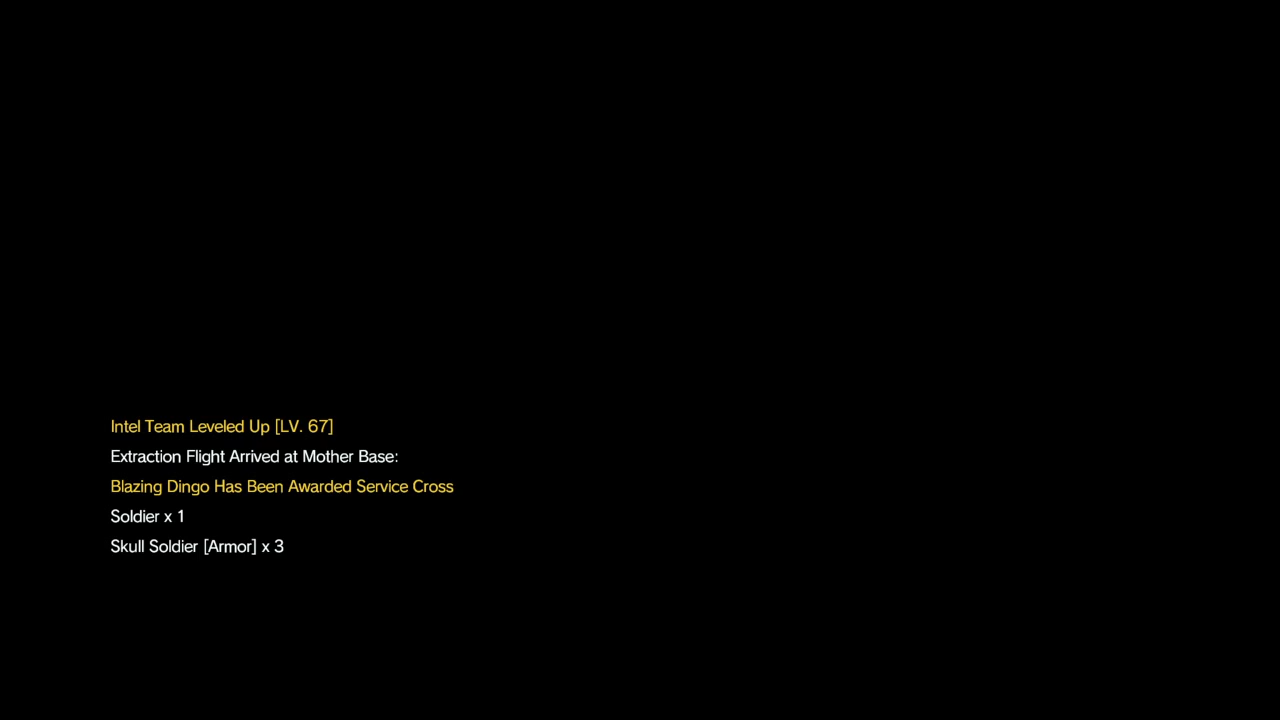 Intel Team Leveled Up [LV. 67]
Extraction Flight Arrived at Mother Base:
Blazing Dingo Has Been Awarded Service Cross
Soldier x 1
Skull Soldier [Armor] x 3